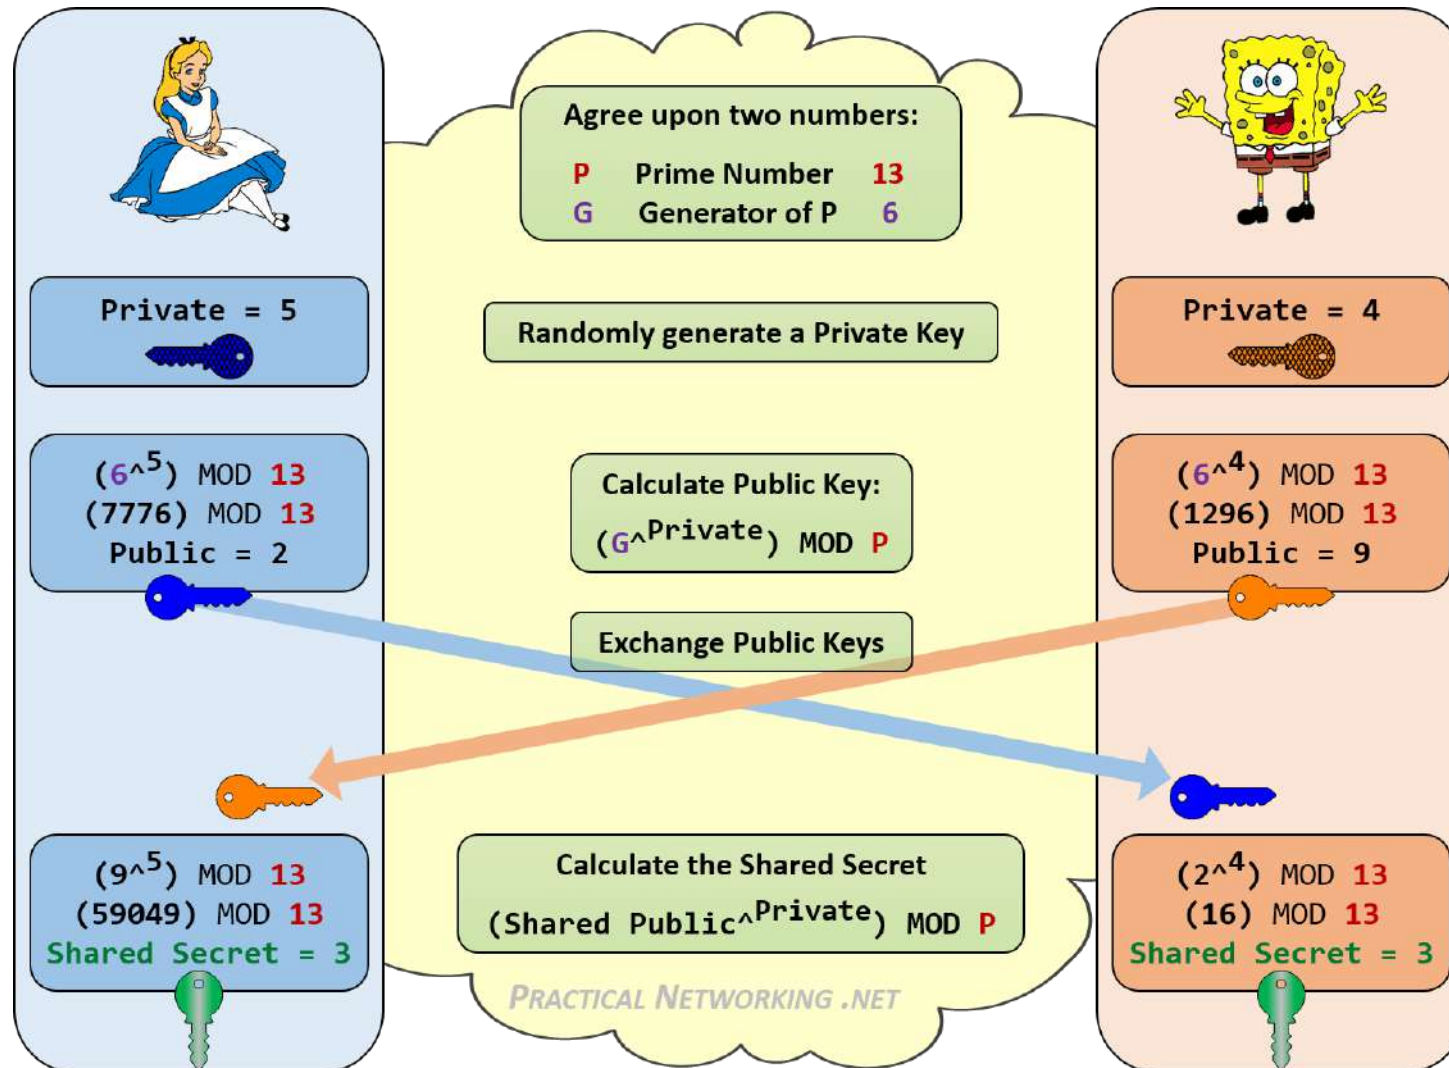 Agree upon two numbers:
P Prime Number 13
G Generator of P 6
Private = 5
Randomly generate a Private Key
Private = 4
(6^5) MOD 13
(7776) MOD 13
Public = 2
Calculate Public Key:
(G^Private) MOD P
(6^4) MOD 13
(1296) MOD 13
Public = 9
Exchange Public Keys
(9^5) MOD 13
(59049) MOD 13
Shared Secret = 3
Calculate the Shared Secret
(Shared Public^Private) MOD P
(2^4) MOD 13
(16) MOD 13
Shared Secret = 3
PRACTICAL NETWORKING .NET